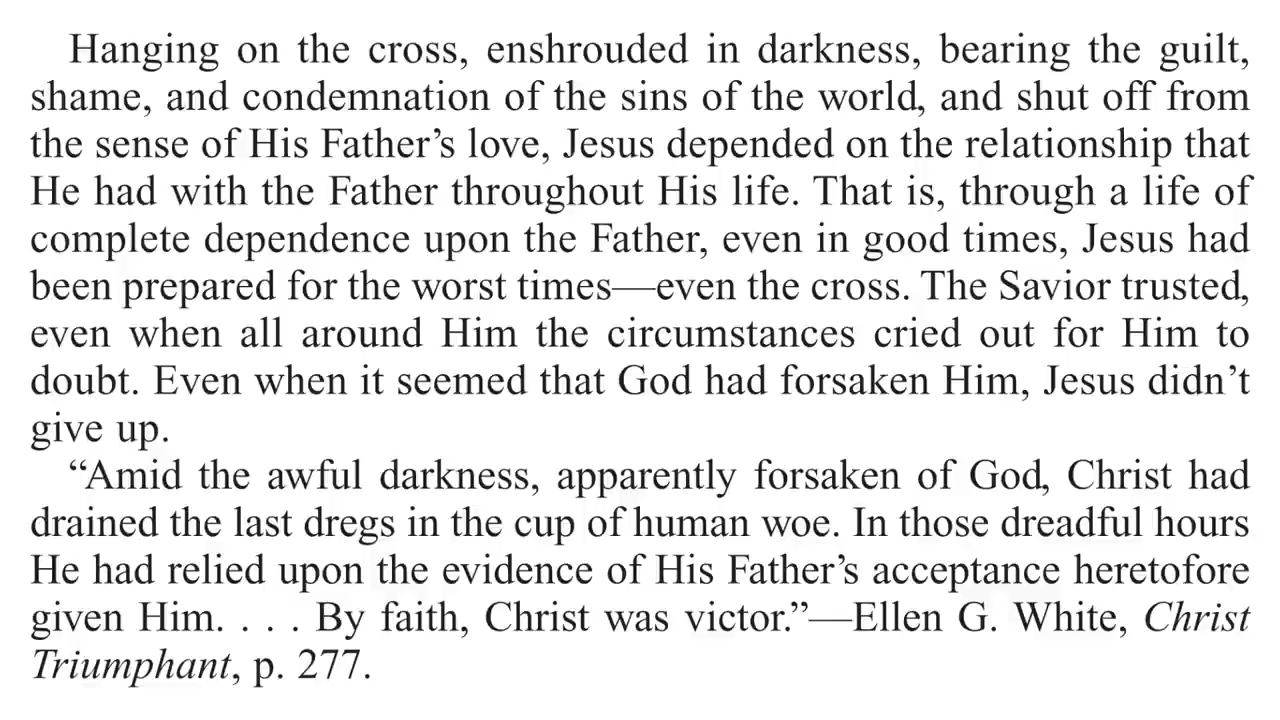 Hanging on the cross, enshrouded in darkness, bearing the guilt,
shame, and condemnation of the sins of the world, and shut off from
the sense of His Father’s love, Jesus depended on the relationship that
He had with the Father throughout His life. That is, through a life of
complete dependence upon the Father, even in good times, Jesus had
been prepared for the worst times—even the cross. The Savior trusted,
even when all around Him the circumstances cried out for Him to
doubt. Even when it seemed that God had forsaken Him, Jesus didn’t
give up.
“Amid the awful darkness, apparently forsaken of God, Christ had
drained the last dregs in the cup of human woe. In those dreadful hours
He had relied upon the evidence of His Father’s acceptance heretofore
given Him. . . . By faith, Christ was victor.”—Ellen G. White, Christ
Triumphant, p. 277.